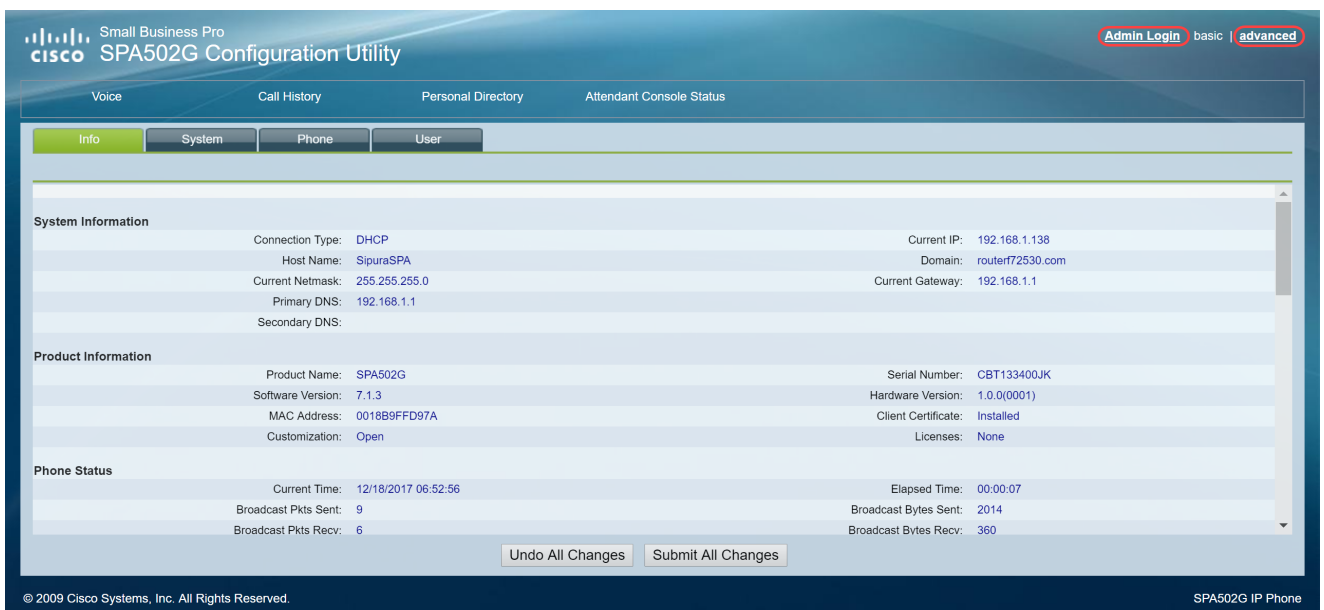 Small Business Pro
cisco SPA502G Configuration Utility
Admin Login basic | advanced
Voice Call History Personal Directory Attendant Console Status
Info System Phone User
System Information
Connection Type: DHCP Current IP: 192.168.1.138
Host Name: SipuraSPA Domain: routerf72530.com
Current Netmask: 255.255.255.0 Current Gateway: 192.168.1.1
Primary DNS: 192.168.1.1
Secondary DNS:
Product Information
Product Name: SPA502G Serial Number: CBT133400JK
Software Version: 7.1.3 Hardware Version: 1.0.0(0001)
MAC Address: 0018B9FFD97A Client Certificate: Installed
Customization: Open Licenses: None
Phone Status
Current Time: 12/18/2017 06:52:56 Elapsed Time: 00:00:07
Broadcast Pkts Sent: 9 Broadcast Bytes Sent: 2014
Broadcast Pkts Recv: 6 Broadcast Bytes Recv: 360
Undo All Changes Submit All Changes
© 2009 Cisco Systems, Inc. All Rights Reserved. SPA502G IP Phone